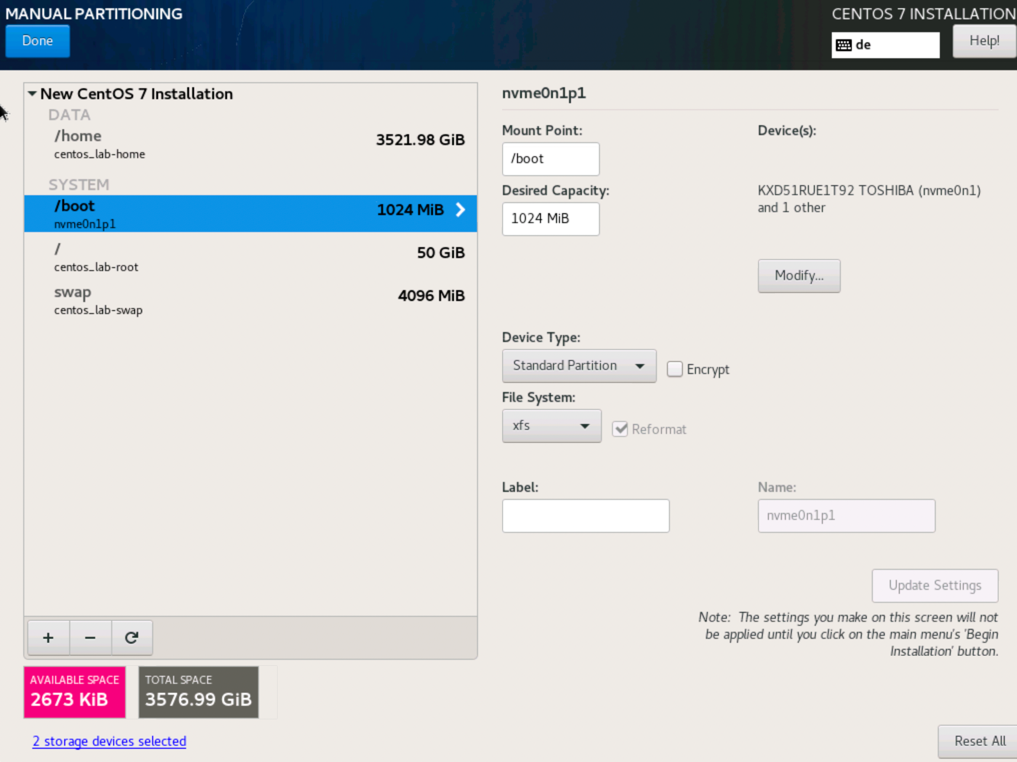 MANUAL PARTITIONING
CENTOS 7 INSTALLATION
Done
de
Help!
New CentOS 7 Installation
DATA
/home
3521.98 GiB
centos_lab-home
SYSTEM
/boot
1024 MiB
nvme0n1p1
/
50 GiB
centos_lab-root
swap
4096 MiB
centos_lab-swap
+ -
AVAILABLE SPACE
2673 KiB
TOTAL SPACE
3576.99 GiB
2 storage devices selected
nvme0n1p1
Mount Point:
/boot
Desired Capacity:
1024 MiB
Device(s):
KXD51RUE1T92 TOSHIBA (nvme0n1)
and 1 other
Modify...
Device Type:
Standard Partition
Encrypt
File System:
xfs
Reformat
Label:
Name:
nvme0n1p1
Update Settings
Note: The settings you make on this screen will not
be applied until you click on the main menu's 'Begin
Installation' button.
Reset All